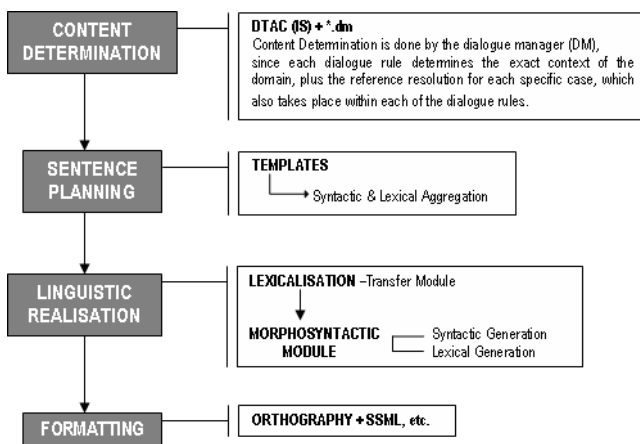 CONTENT
DETERMINATION
DTAC (IS) + *.dm
Content Determination is done by the dialogue manager (DM),
since each dialogue rule determines the exact context of the
domain, plus the reference resolution for each specific case, which
also takes place within each of the dialogue rules.
SENTENCE
PLANNING
TEMPLATES
Syntactic & Lexical Aggregation
LINGUISTIC
REALISATION
LEXICALISATION –Transfer Module
MORPHOSYNTACTIC
MODULE
Syntactic Generation
Lexical Generation
FORMATTING
ORTHOGRAPHY + SSML, etc.